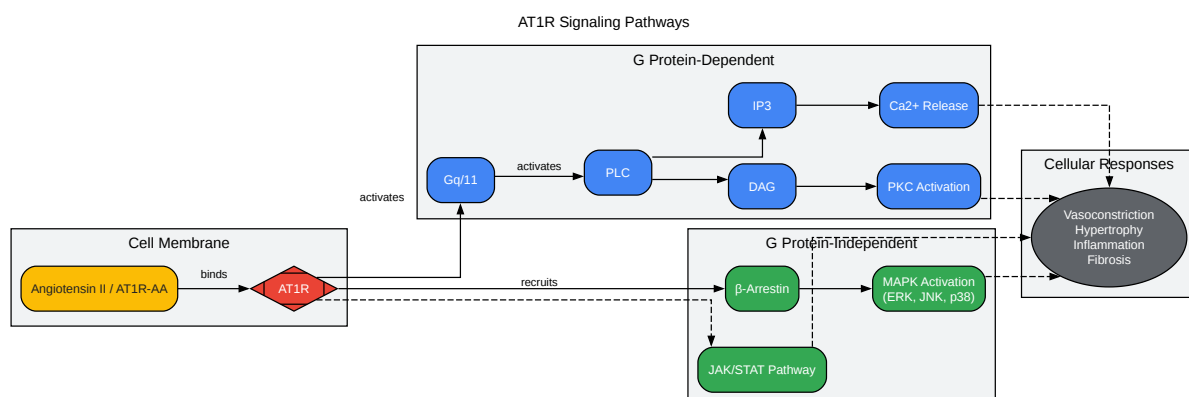 AT1R Signaling Pathways
G Protein-Dependent
IP3
Ca2+ Release
activates
Gq/11
PLC
DAG
PKC Activation
activates
Cellular Responses
Vasoconstriction
Hypertrophy
Inflammation
Fibrosis
Cell Membrane
Angiotensin II / AT1R-AA
binds
AT1R
recruits
G Protein-Independent
β-Arrestin
MAPK Activation
(ERK, JNK, p38)
JAK/STAT Pathway